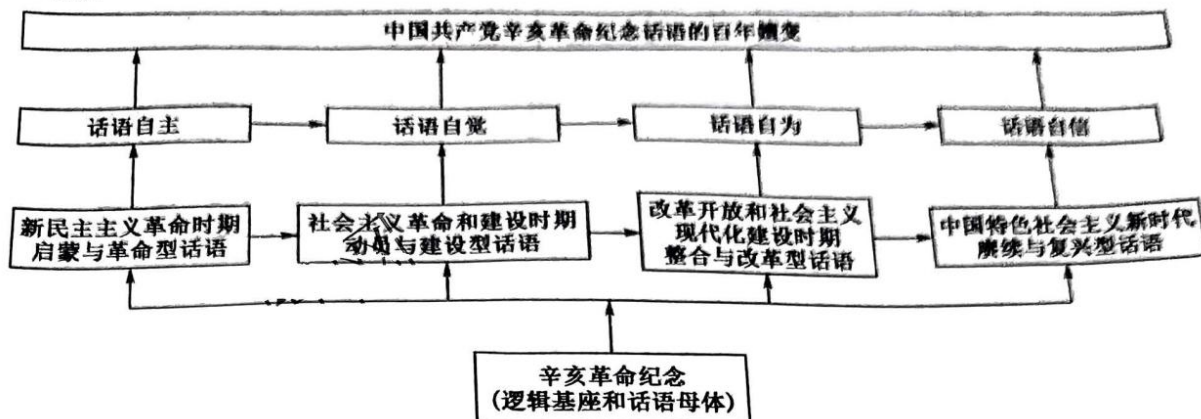 中国共产党辛亥革命纪念话语的百年嬗变
话语自主
话语自觉
话语自为
话语自信
新民主主义革命时期
启蒙与革命型话语
社会主义革命和建设时期
动员与建设型话语
改革开放和社会主义
现代化建设时期
整合与改革型话语
中国特色社会主义新时代
赓续与复兴型话语
辛亥革命纪念
(逻辑基座和话语母体)